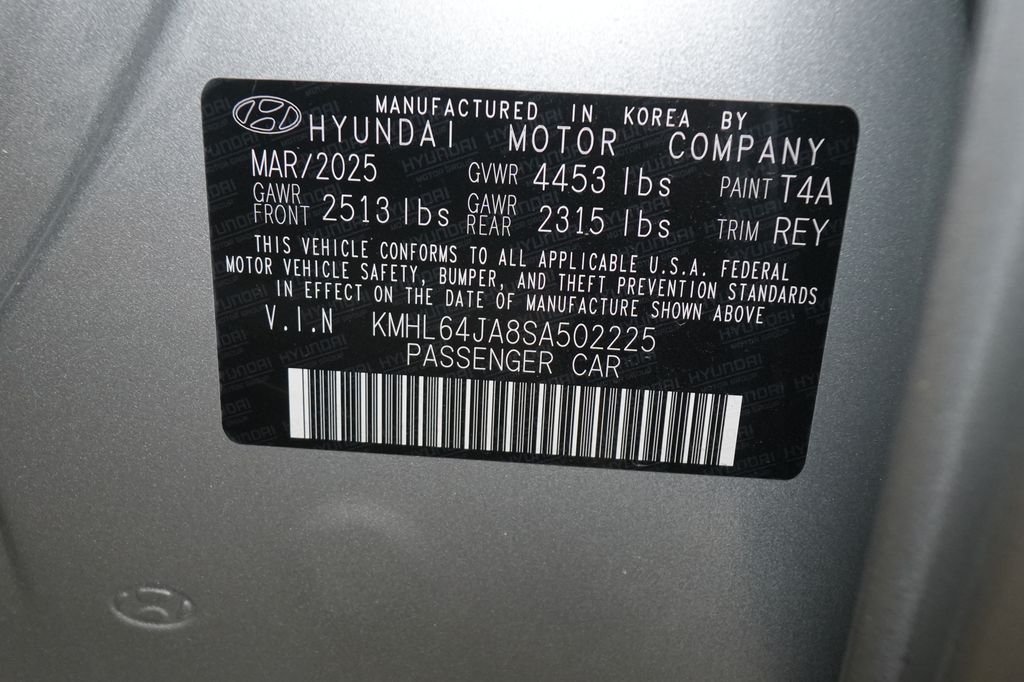 MANUFACTURED IN KOREA BY
HYUNDAI MOTOR COMPANY
MAR/2025 GVWR 4453 lbs PAINT T4A
GAWR FRONT 2513 lbs GAWR REAR 2315 lbs TRIM REY
THIS VEHICLE CONFORMS TO ALL APPLICABLE U.S.A. FEDERAL
MOTOR VEHICLE SAFETY, BUMPER, AND THEFT PREVENTION STANDARDS
IN EFFECT ON THE DATE OF MANUFACTURE SHOWN ABOVE
V.I.N KMHL64JA8SA502225
PASSENGER CAR